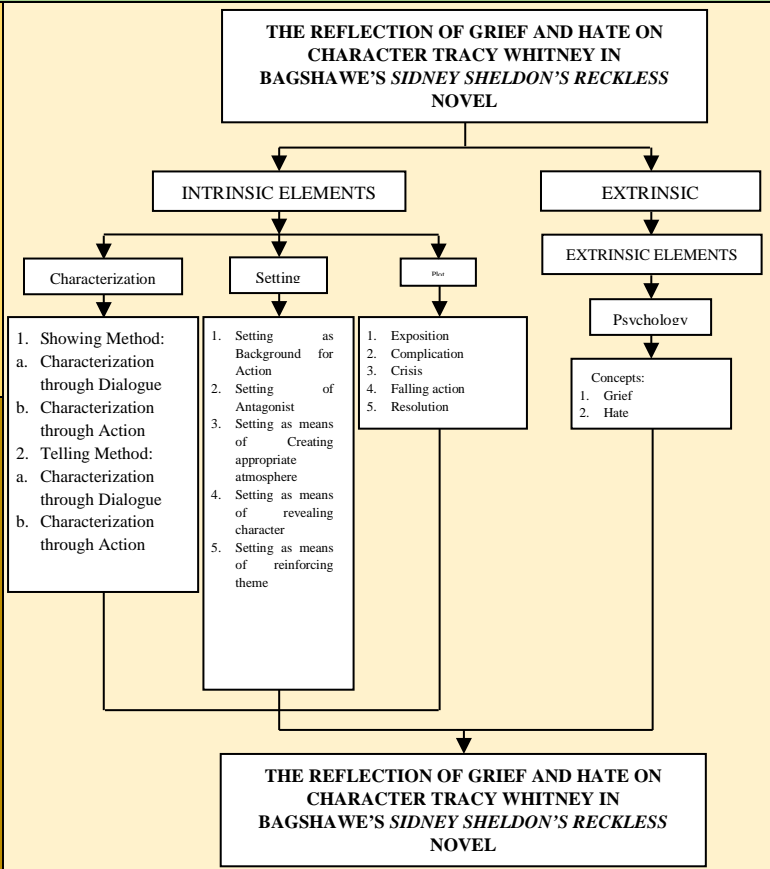 THE REFLECTION OF GRIEF AND HATE ON
CHARACTER TRACY WHITNEY IN
BAGSHAWE'S SIDNEY SHELDON'S RECKLESS
NOVEL
INTRINSIC ELEMENTS
EXTRINSIC
EXTRINSIC ELEMENTS
Characterization
Setting
Plot
Psychology
1. Showing Method:
a. Characterization
through Dialogue
b. Characterization
through Action
2. Telling Method:
a. Characterization
through Dialogue
b. Characterization
through Action
1. Setting as
Background for
Action
2. Setting of
Antagonist
3. Setting as means
of Creating
appropriate
atmosphere
4. Setting as means
of revealing
character
5. Setting as means
of reinforcing
theme
1. Exposition
2. Complication
3. Crisis
4. Falling action
5. Resolution
Concepts:
1. Grief
2. Hate
THE REFLECTION OF GRIEF AND HATE ON
CHARACTER TRACY WHITNEY IN
BAGSHAWE'S SIDNEY SHELDON'S RECKLESS
NOVEL